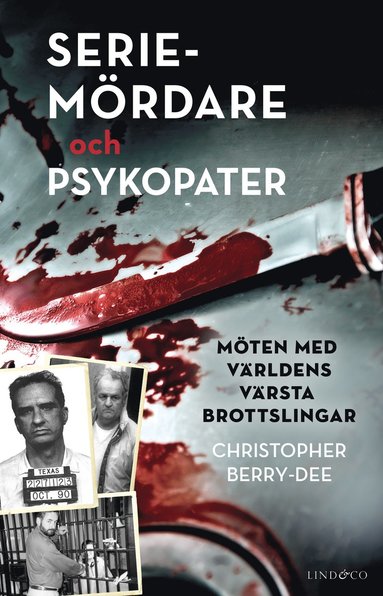 SERIE-
MÖRDARE
och
PSYKOPATER
MÖTEN MED
VÄRLDENS
VÄRSTA
BROTTSLINGAR
CHRISTOPHER
BERRY-DEE
TEXAS
OCT. 90
LIND&CO